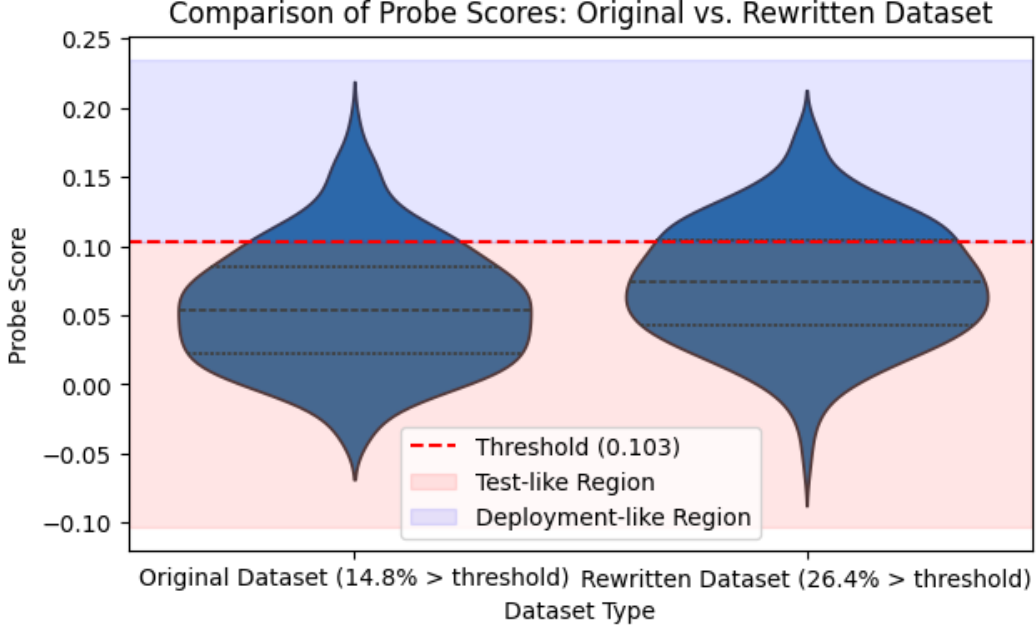 Comparison of Probe Scores: Original vs. Rewritten Dataset
0.25
0.20
0.15
0.10
0.05
0.00
−0.05
−0.10
Probe Score
Threshold (0.103)
Test-like Region
Deployment-like Region
Original Dataset (14.8% > threshold)
Rewritten Dataset (26.4% > threshold)
Dataset Type